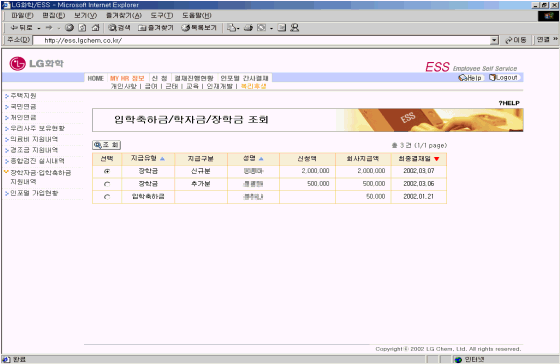 LG화학/ESS - Microsoft Internet Explorer
파일(F) 편집(E) 보기(V) 즐겨찾기(A) 도구(T) 도움말(H)
뒤로 검색 즐겨찾기 목록보기
주소(D) http://ess.lgchem.co.kr/ 이동 연결 »
LG화학
ESS Employee Self Service
Help Logout
HOME MY HR 정보 신청 결재진행현황 인포멀 간사결재
개인사항 | 급여 | 근태 | 교육 | 인재개발 | 복리후생
> 주택지원
> 국민연금
> 개인연금
> 우리사주 보유현황
> 의료비 지원내역
> 경조금 지원내역
> 종합검진 실시내역
장학자금·입학축하금
지원내역
> 인포멀 가입현황
?HELP
입학축하금/학자금/장학금 조회
ESS
조 회
총 3 건 (1/1 page)
선택 지급유형 ▲ 지급구분 성명 ▲ 신청액 회사지급액 최종결재일 ▼
장학금 신규분 2,000,000 2,000,000 2002.03.07
장학금 추가분 500,000 500,000 2002.03.06
입학축하금 50,000 2002.01.21
Copyright © 2002 LG Chem, Ltd. All rights reserved.
완료 인터넷